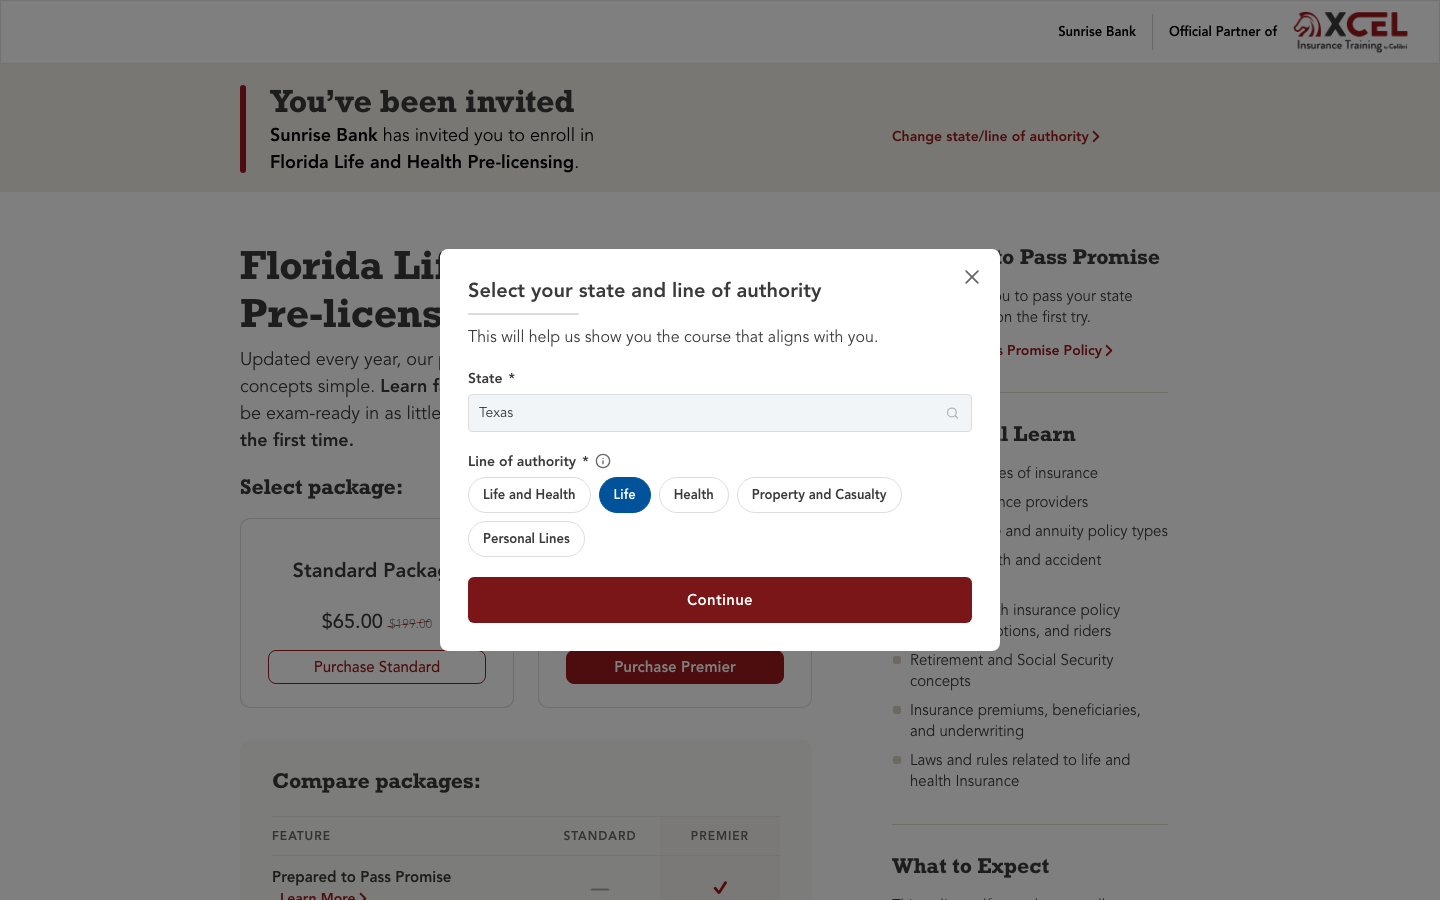 Sunrise Bank
Official Partner of
XCEL
Insurance Training by Colibri
You've been invited
Sunrise Bank has invited you to enroll in
Florida Life and Health Pre-licensing.
Change state/line of authority
Florida Li
Pre-licens
Updated every year, our
concepts simple. Learn f
be exam-ready in as little
the first time.
Select package:
Standard Packag
$65.00 $199.00
Purchase Standard
Purchase Premier
Compare packages:
FEATURE STANDARD PREMIER
Prepared to Pass Promise
Learn More
Select your state and line of authority
This will help us show you the course that aligns with you.
State *
Texas
Line of authority *
Life and Health
Life
Health
Property and Casualty
Personal Lines
Continue
to Pass Promise
ou to pass your state
on the first try.
s Promise Policy
l Learn
es of insurance
nce providers
e and annuity policy types
th and accident
h insurance policy
otions, and riders
Retirement and Social Security
concepts
Insurance premiums, beneficiaries,
and underwriting
Laws and rules related to life and
health Insurance
What to Expect